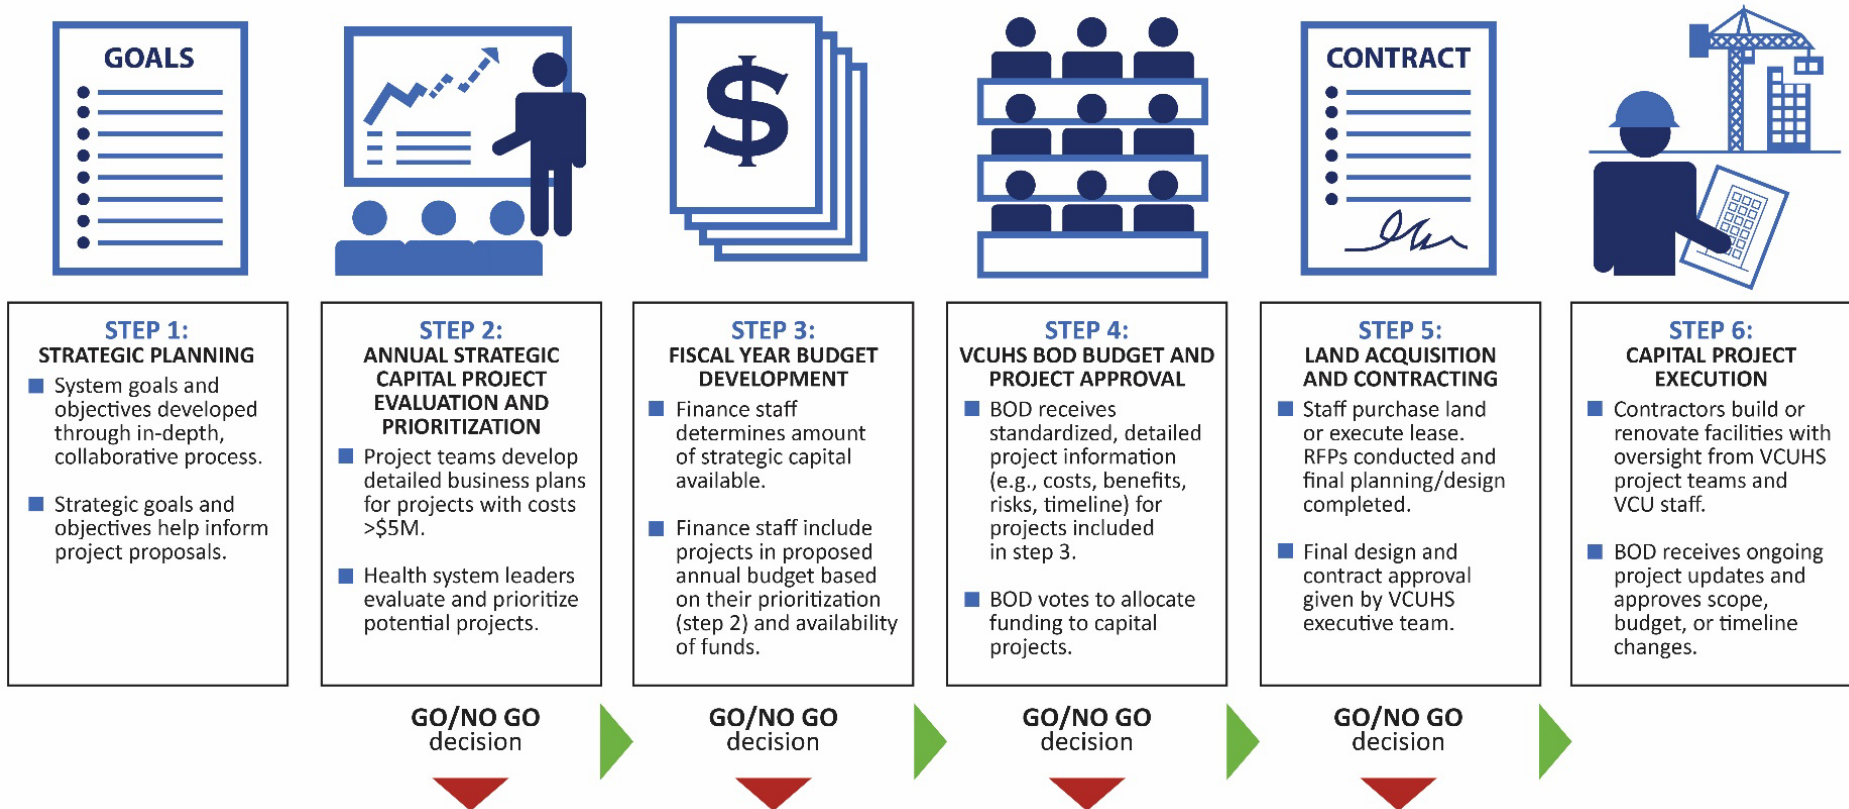 GOALS
CONTRACT
STEP 1:
STRATEGIC PLANNING
System goals and
objectives developed
through in-depth,
collaborative process.
Strategic goals and
objectives help inform
project proposals.
STEP 2:
ANNUAL STRATEGIC
CAPITAL PROJECT
EVALUATION AND
PRIORITIZATION
Project teams develop
detailed business plans
for projects with costs
>$5M.
Health system leaders
evaluate and prioritize
potential projects.
GO/NO GO
decision
$
STEP 3:
FISCAL YEAR BUDGET
DEVELOPMENT
Finance staff
determines amount
of strategic capital
available.
Finance staff include
projects in proposed
annual budget based
on their prioritization
(step 2) and availability
of funds.
GO/NO GO
decision
STEP 4:
VCUHS BOD BUDGET AND
PROJECT APPROVAL
BOD receives
standardized, detailed
project information
(e.g., costs, benefits,
risks, timeline) for
projects included
in step 3.
BOD votes to allocate
funding to capital
projects.
GO/NO GO
decision
STEP 5:
LAND ACQUISITION
AND CONTRACTING
Staff purchase land
or execute lease.
RFPs conducted and
final planning/design
completed.
Final design and
contract approval
given by VCUHS
executive team.
GO/NO GO
decision
STEP 6:
CAPITAL PROJECT
EXECUTION
Contractors build or
renovate facilities with
oversight from VCUHS
project teams and
VCU staff.
BOD receives ongoing
project updates and
approves scope,
budget, or timeline
changes.